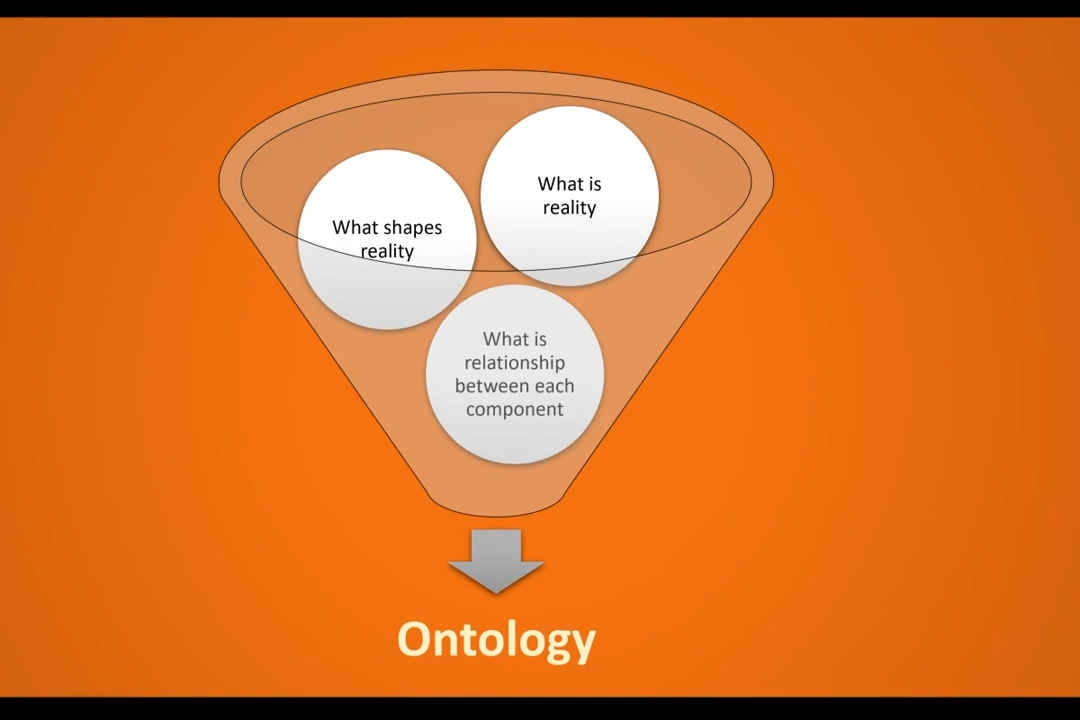 What is
reality
What shapes
reality
What is
relationship
between each
component
Ontology